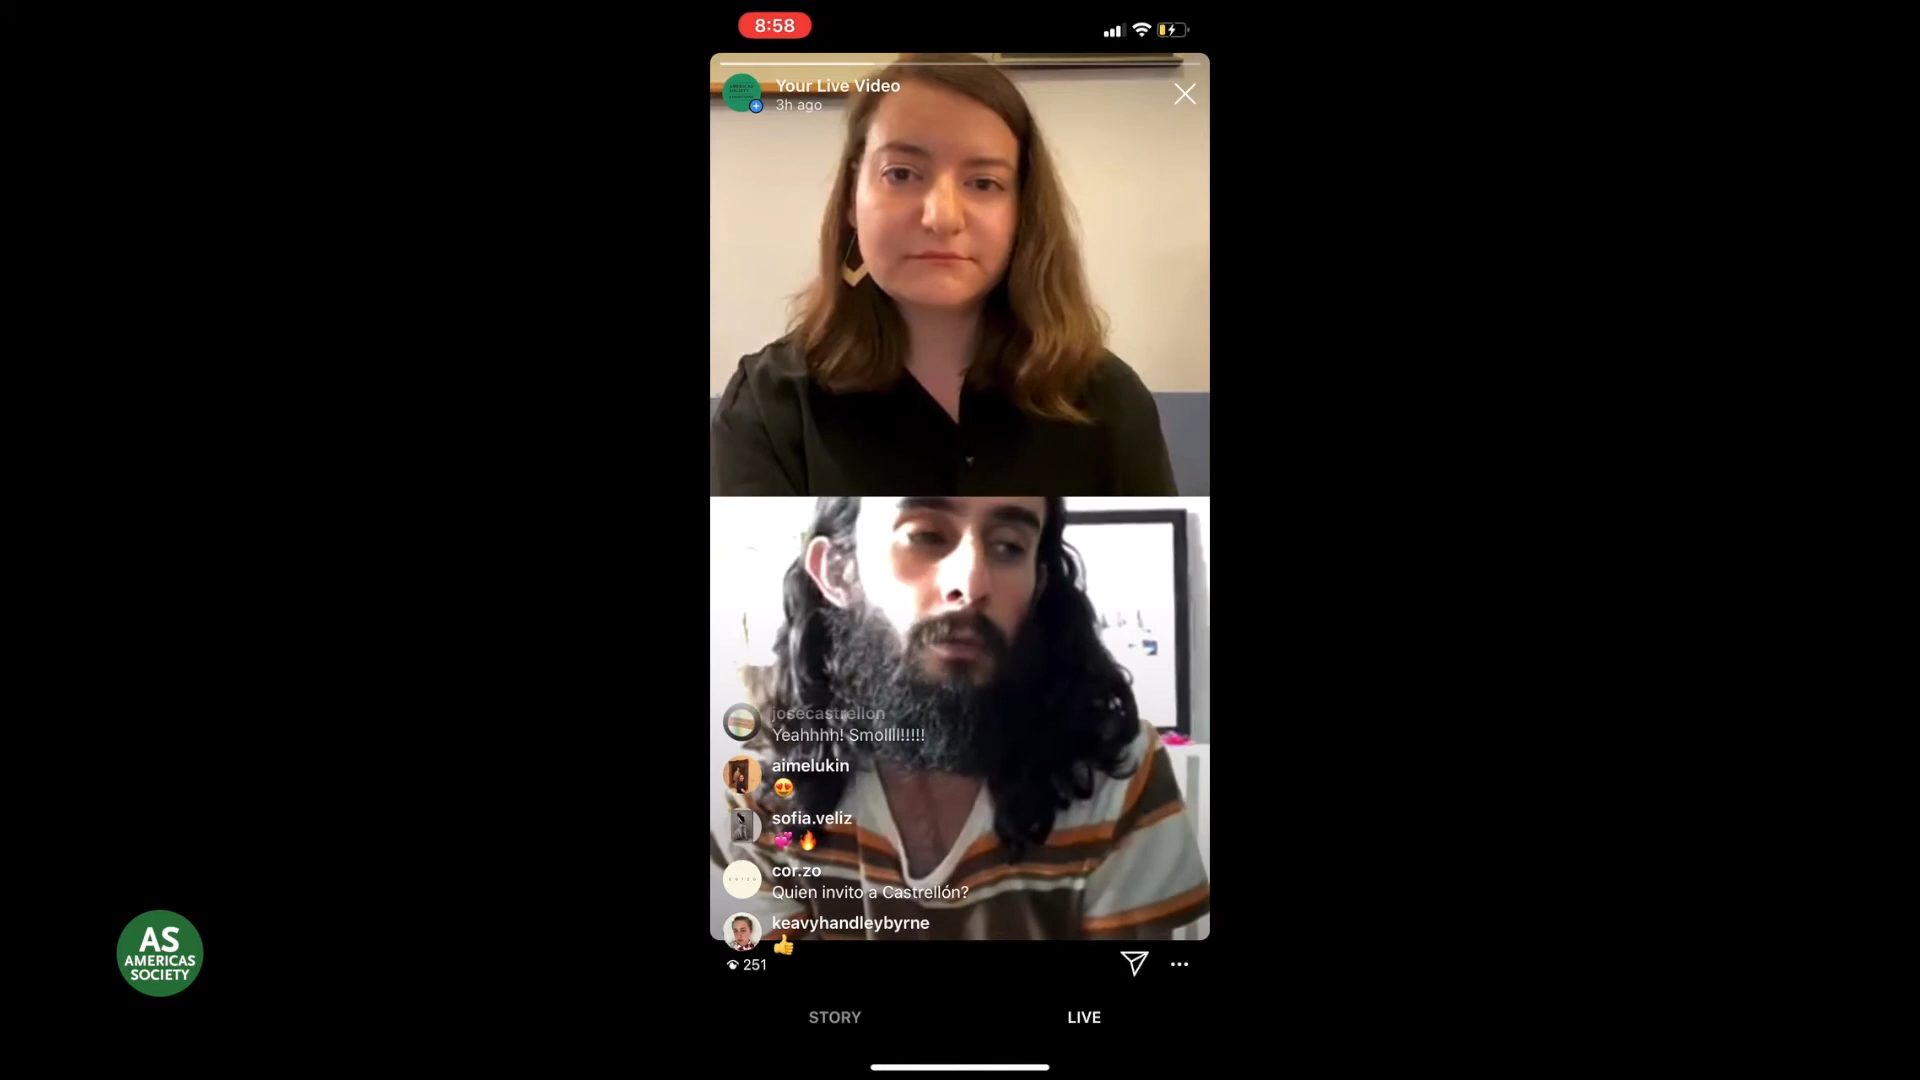 8:58
Your Live Video
3h ago
josecastrellon
Yeahhhh! Smollli!!!!!
aimelukin
😍
sofia.veliz
💞 🔥
cor.zo
Quien invito a Castrellón?
keavyhandleybyrne
👍
251
STORY
LIVE
AS
AMERICAS
SOCIETY